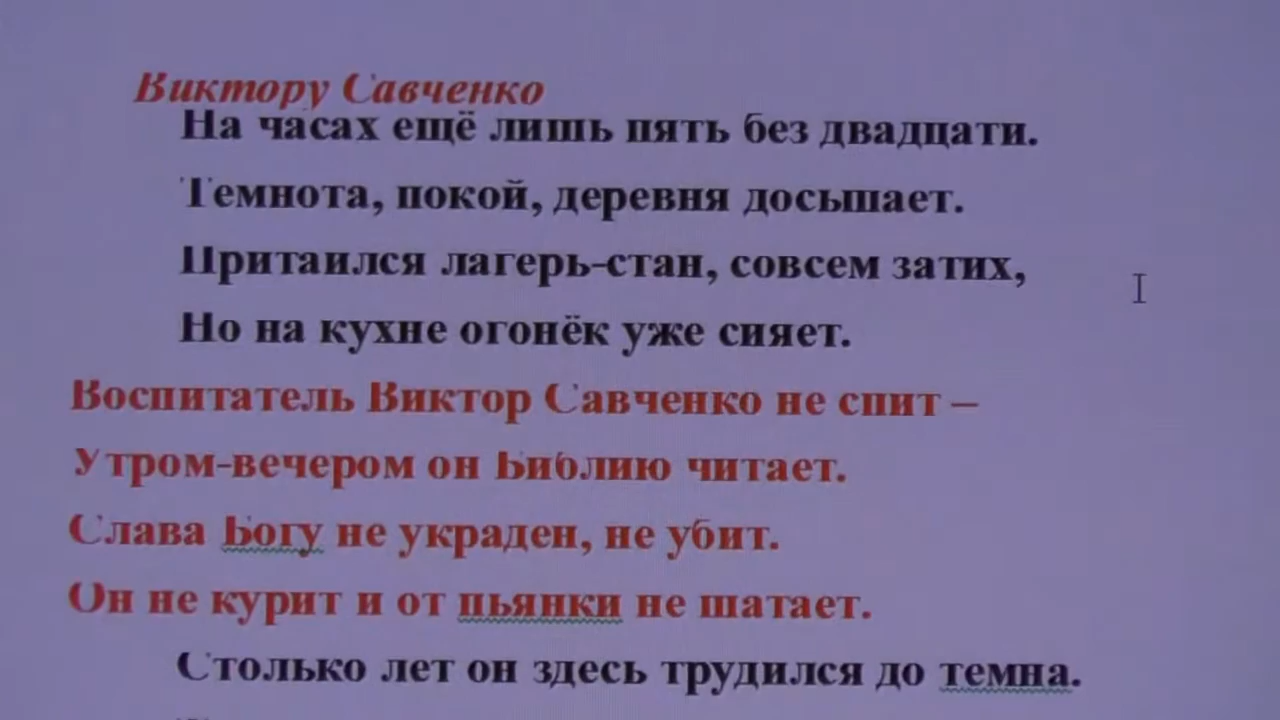 Виктору Савченко
На часах ещё лишь пять без двадцати.
Темнота, покой, деревня досыпает.
Притаился лагерь-стан, совсем затих,
Но на кухне огонёк уже сияет.
Воспитатель Виктор Савченко не спит –
Утром-вечером он Библию читает.
Слава Богу не украден, не убит.
Он не курит и от пьянки не шатает.
Столько лет он здесь трудился до темна.